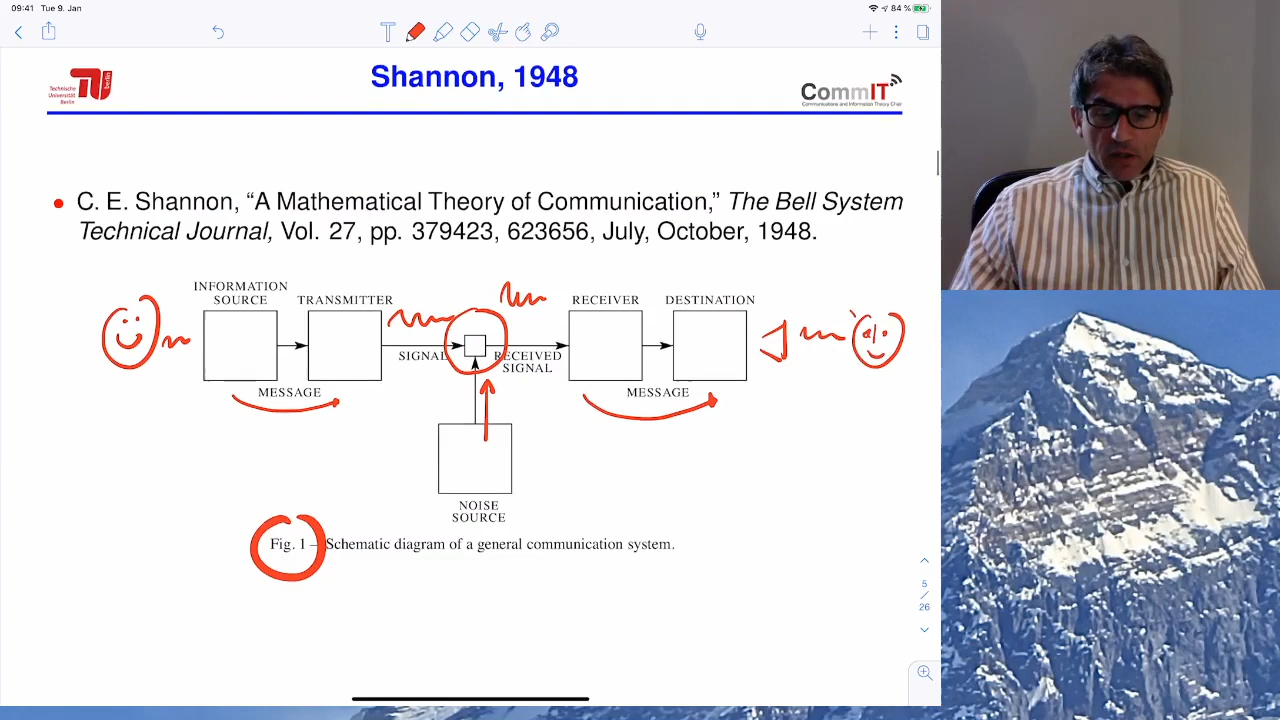 09:41 Tue 9. Jan
84 %
T
Technische
Universität
Berlin
berlin
Shannon, 1948
CommIT
Communications and Information Theory Chair
• C. E. Shannon, “A Mathematical Theory of Communication,” The Bell System
Technical Journal, Vol. 27, pp. 379423, 623656, July, October, 1948.
INFORMATION
SOURCE
TRANSMITTER
RECEIVER
DESTINATION
SIGNAL
RECEIVED
SIGNAL
MESSAGE
MESSAGE
NOISE
SOURCE
Fig. 1 – Schematic diagram of a general communication system.
5
/
26